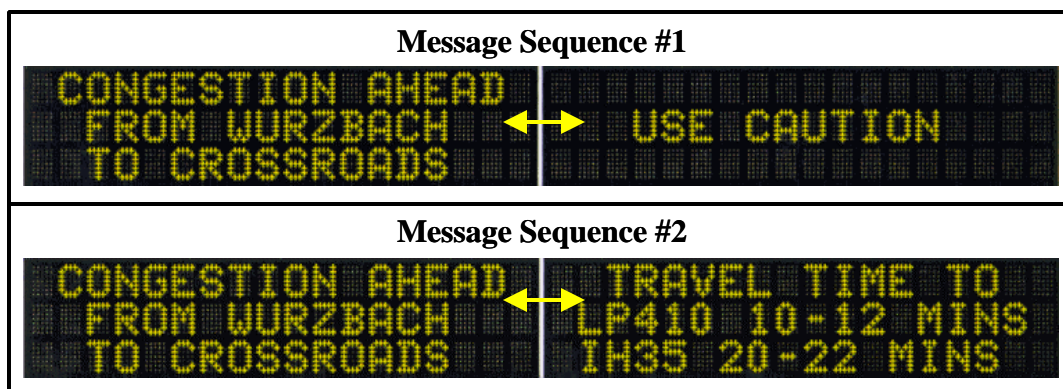 Message Sequence #1
CONGESTION AHEAD
FROM WURZBACH
TO CROSSROADS
USE CAUTION
Message Sequence #2
CONGESTION AHEAD
FROM WURZBACH
TO CROSSROADS
TRAVEL TIME TO
LP410 10-12 MINS
IH35 20-22 MINS